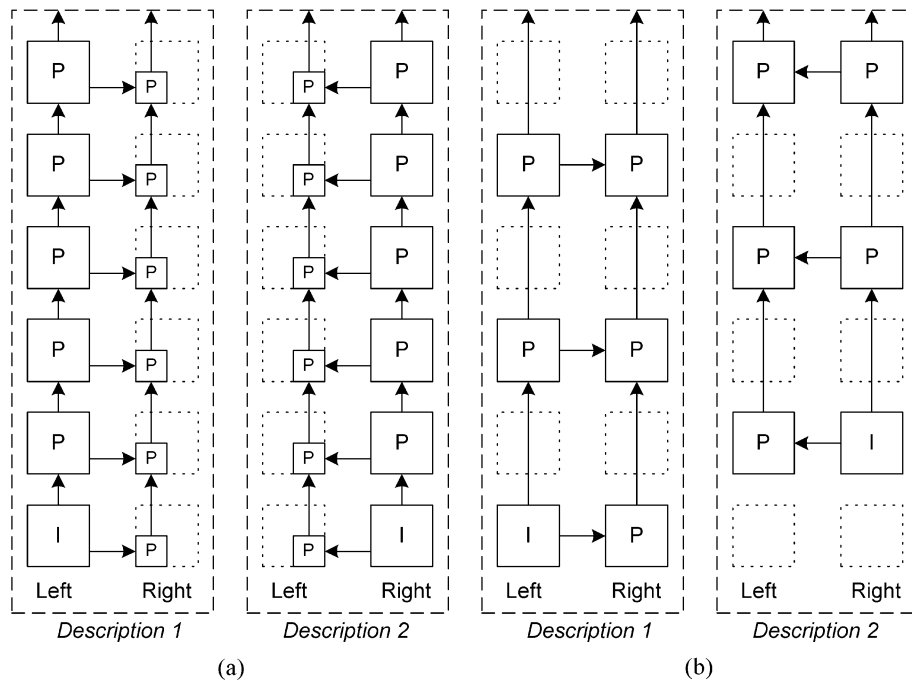 P P P P
P P
P P P P
P P
P P P P
P P
P P P P
P P
P P P I
P P
I I I P
P P
Left Right Left Right Left Right Left Right
Description 1 Description 2 Description 1 Description 2
(a) (b)